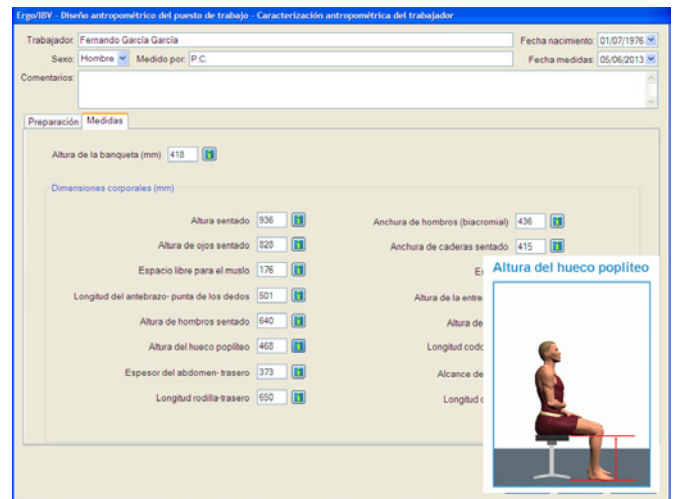 Ergo/IBV - Diseño antropométrico del puesto de trabajo - Caracterización antropométrica del trabajador
Trabajador: Fernando García García Fecha nacimiento: 01/07/1976
Sexo: Hombre Medido por: P.C. Fecha medidas: 05/06/2013
Comentarios:
Preparación Medidas
Altura de la banqueta (mm) 418
Dimensiones corporales (mm)
Altura sentado 936 Anchura de hombros (biacromial) 436
Altura de ojos sentado 828 Anchura de caderas sentado 415
Espacio libre para el muslo 176
Altura del hueco poplíteo
Longitud del antebrazo- punta de los dedos 501 Altura de la entre
Altura de hombros sentado 640 Altura de
Altura del hueco poplíteo 468 Longitud codo
Espesor del abdomen- trasero 373 Alcance de
Longitud rodilla-trasero 650 Longitud